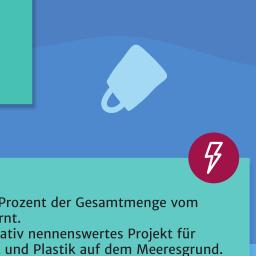 Prozent der Gesamtmenge vom
rnt.
ativ nennenswertes Projekt für
und Plastik auf dem Meeresgrund.